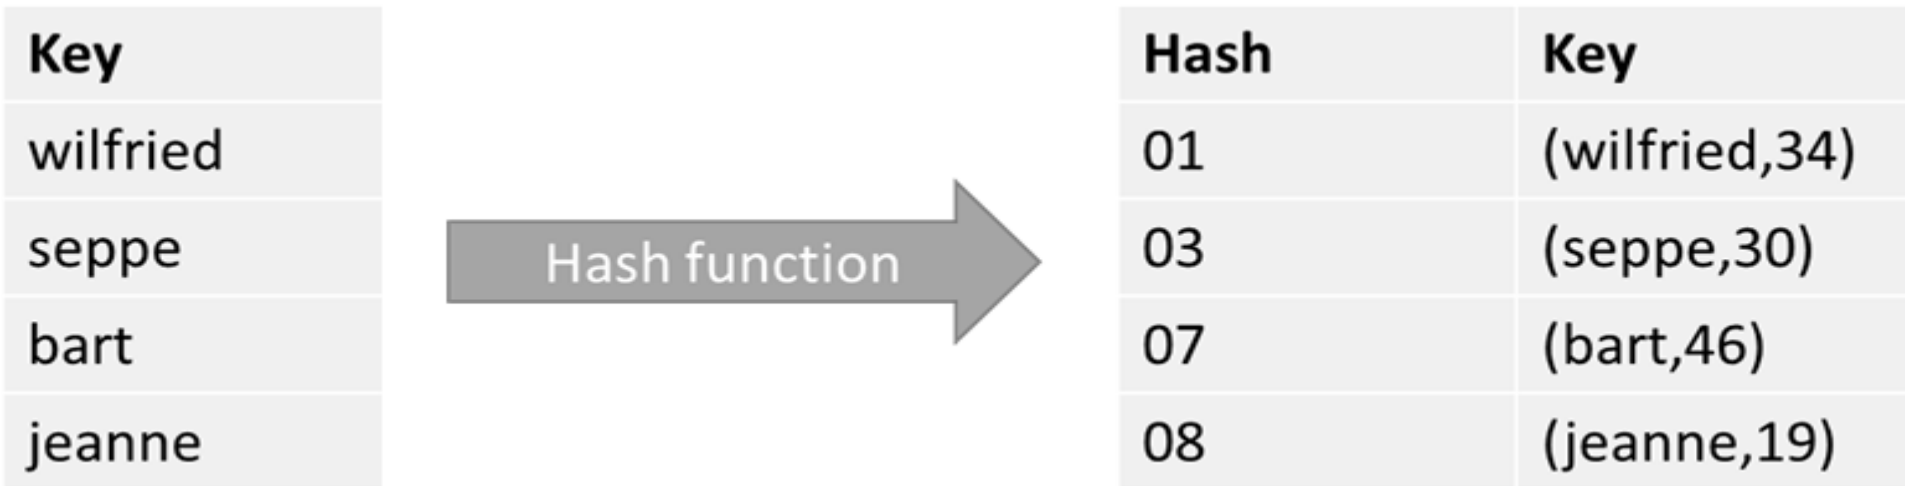 Key
wilfried
seppe
bart
jeanne
Hash function
Hash Key
01 (wilfried,34)
03 (seppe,30)
07 (bart,46)
08 (jeanne,19)